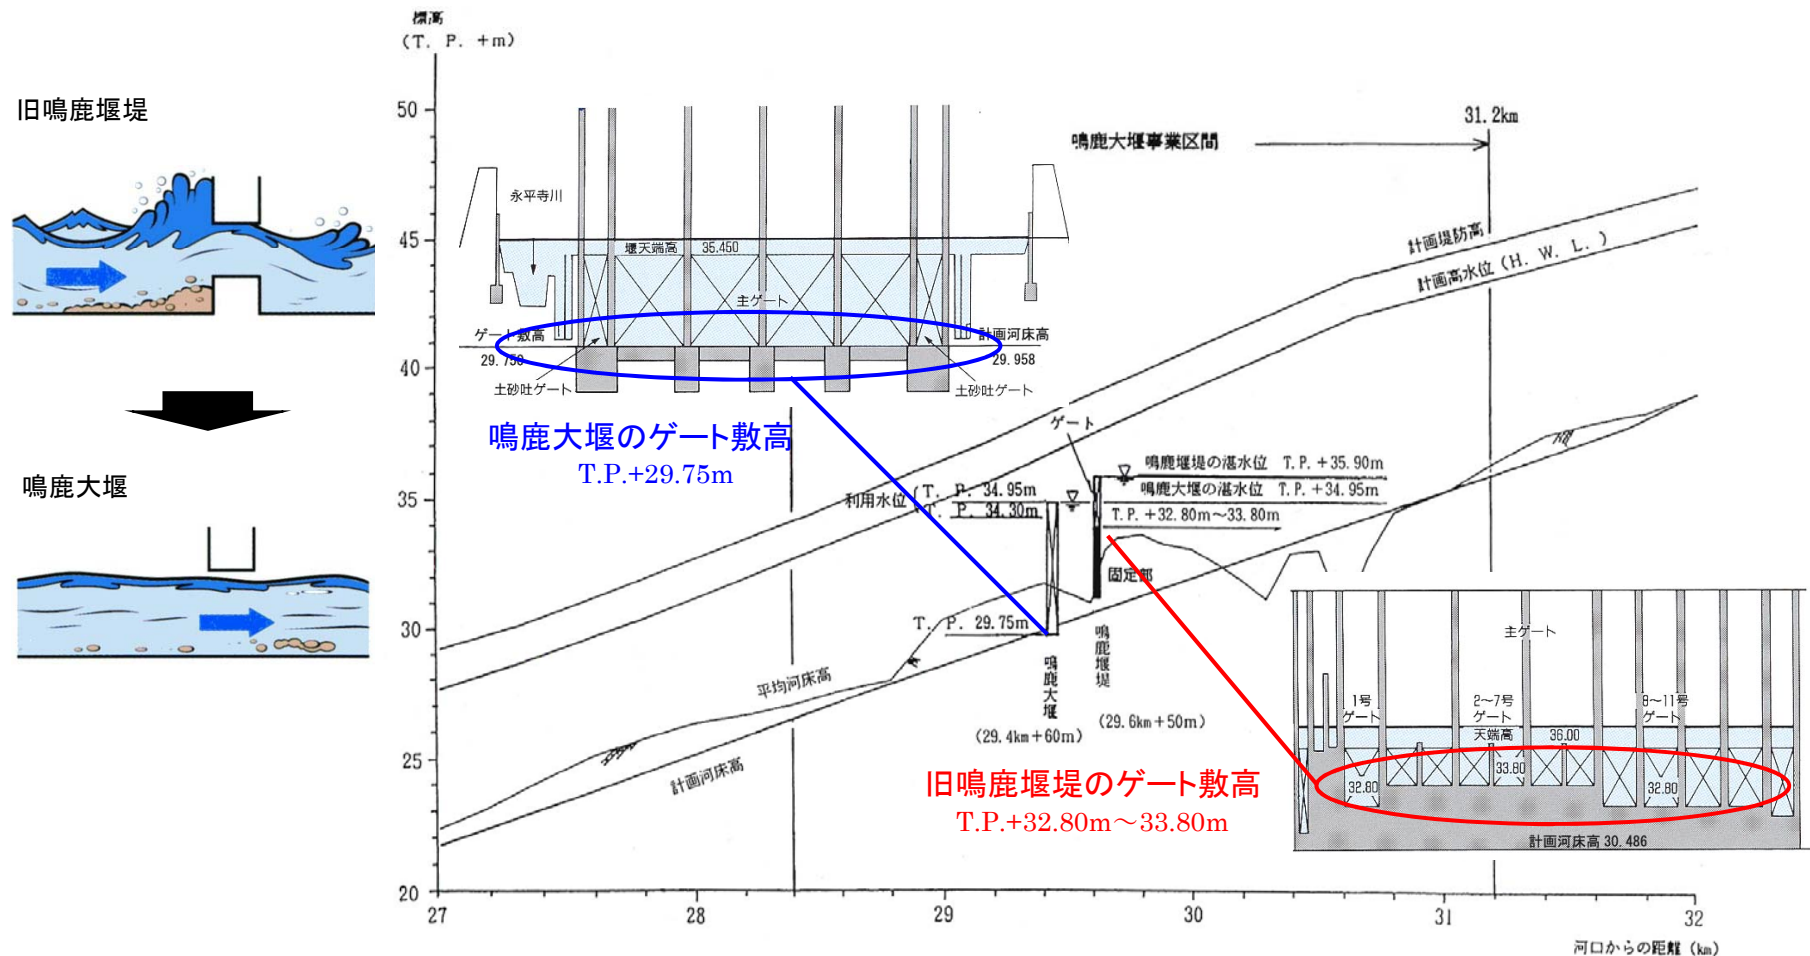 標高
(T. P. +m)
旧鳴鹿堰堤
鳴鹿大堰
50
45
40
35
30
25
20
27
28
29
30
31
32
河口からの距離 (km)
31.2km
鳴鹿大堰事業区間
永平寺川
堰天端高 35.450
主ゲート
ゲート敷高
29.750
計画河床高
29.958
土砂吐ゲート
土砂吐ゲート
鳴鹿大堰のゲート敷高
T.P.+29.75m
計画堤防高
計画高水位 (H. W. L. )
ゲート
鳴鹿堰堤の湛水位 T. P. +35.90m
鳴鹿大堰の湛水位 T. P. +34.95m
T. P. +32.80m～33.80m
利用水位
T. P. 34.95m
T. P. 34.30m
固定部
T. P. 29.75m
鳴鹿大堰
(29.4km+60m)
鳴鹿堰堤
(29.6km+50m)
平均河床高
計画河床高
旧鳴鹿堰堤のゲート敷高
T.P.+32.80m～33.80m
主ゲート
1号
ゲート
2～7号
ゲート
8～11号
ゲート
天端高 36.00
32.80
33.80
32.80
計画河床高 30.486